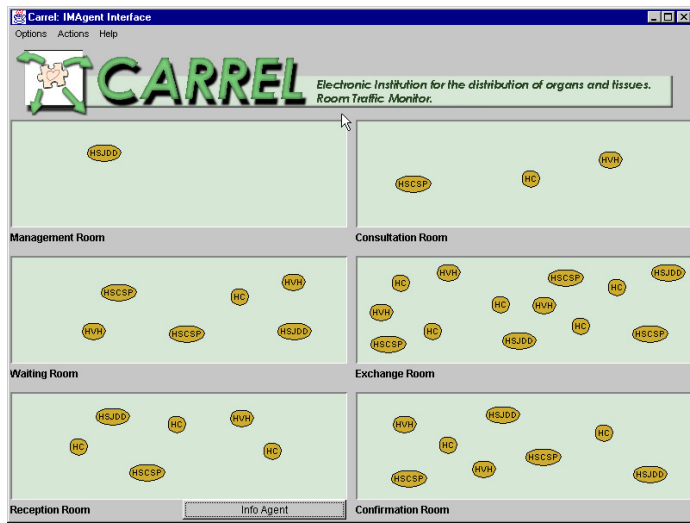 Carrel: IMAgent Interface
Options Actions Help
CARREL
Electronic Institution for the distribution of organs and tissues.
Room Traffic Monitor.
HSJDD
Management Room
HVH
HC
HSCSP
Consultation Room
HVH
HSCSP
HC
HVH
HSCSP
HSJDD
Waiting Room
HVH
HSJDD
HC
HSCSP
HC
HC
HVH
HVH
HC
HC
HSCSP
HSJDD
HSCSP
Exchange Room
HSJDD
HVH
HC
HC
HC
HSCSP
Reception Room
Info Agent
HSJDD
HVH
HC
HC
HSCSP
HVH
HSJDD
HSCSP
Confirmation Room